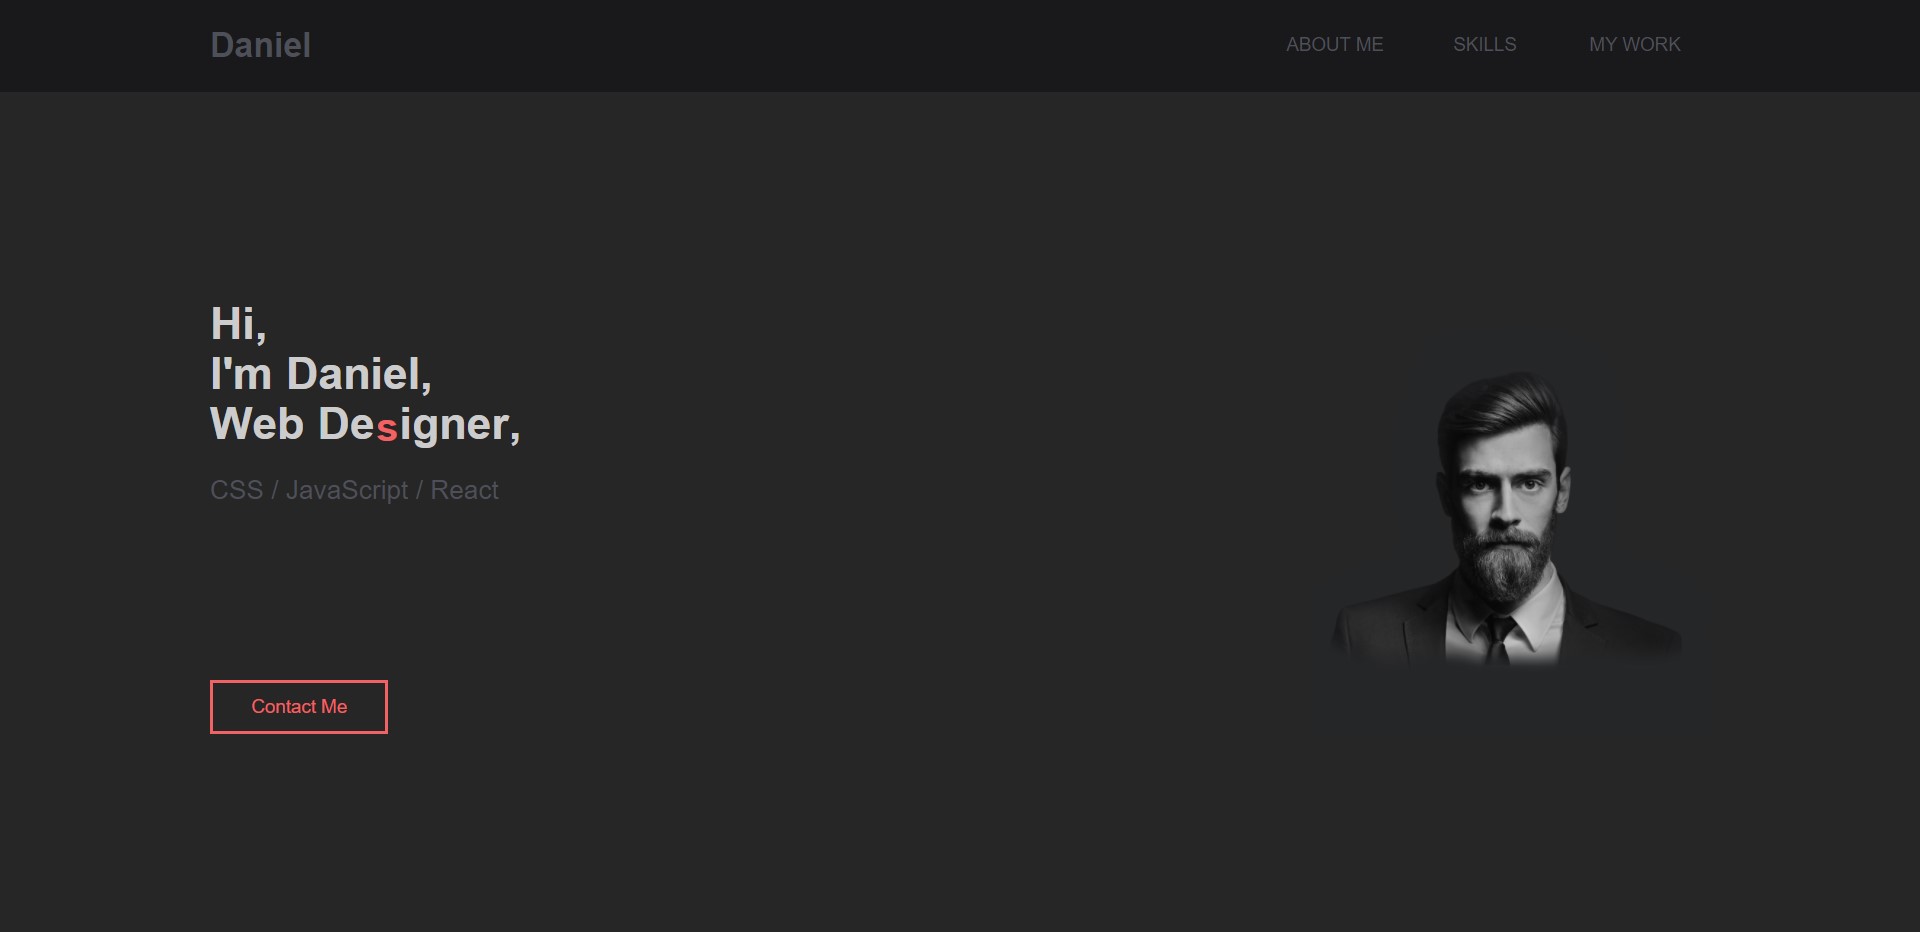 Daniel
ABOUT ME
SKILLS
MY WORK
Hi,
I'm Daniel,
Web Designer,
CSS / JavaScript / React
Contact Me